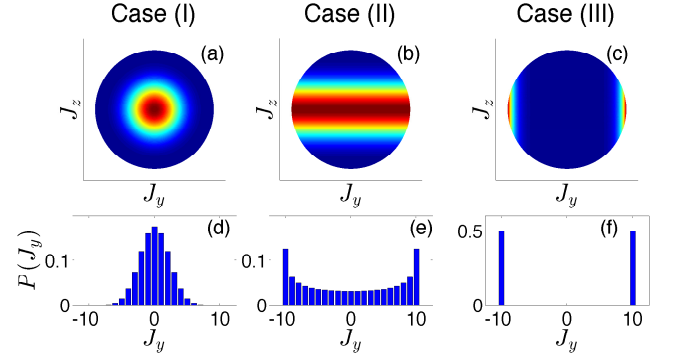 Case (I) Case (II) Case (III)
(a) (b) (c)
J_z J_z J_z
J_y J_y J_y
(d) (e) (f)
P(J_y)
0.1 0.1 0.5
0 0 0
-10 0 10 -10 0 10 -10 0 10
J_y J_y J_y